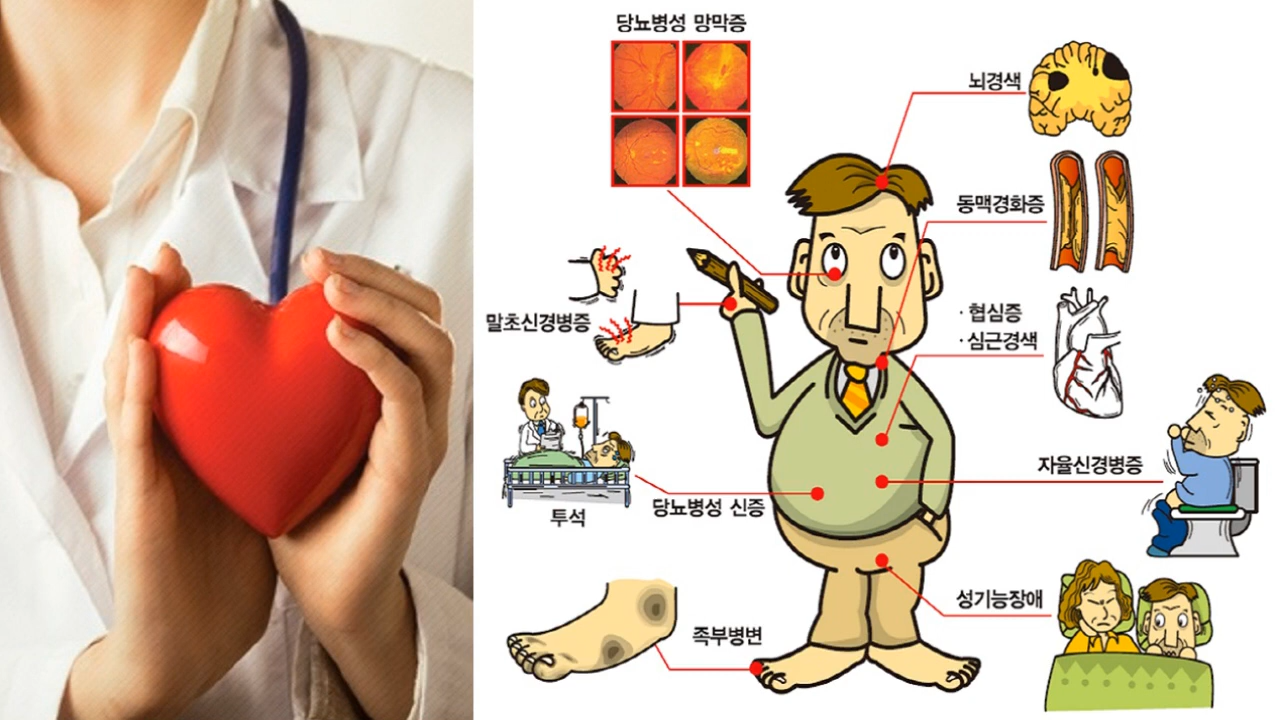 당뇨병성 망막증
뇌경색
동맥경화증
말초신경병증
· 협심증
· 심근경색
자율신경병증
투석
당뇨병성 신증
성기능장애
족부병변